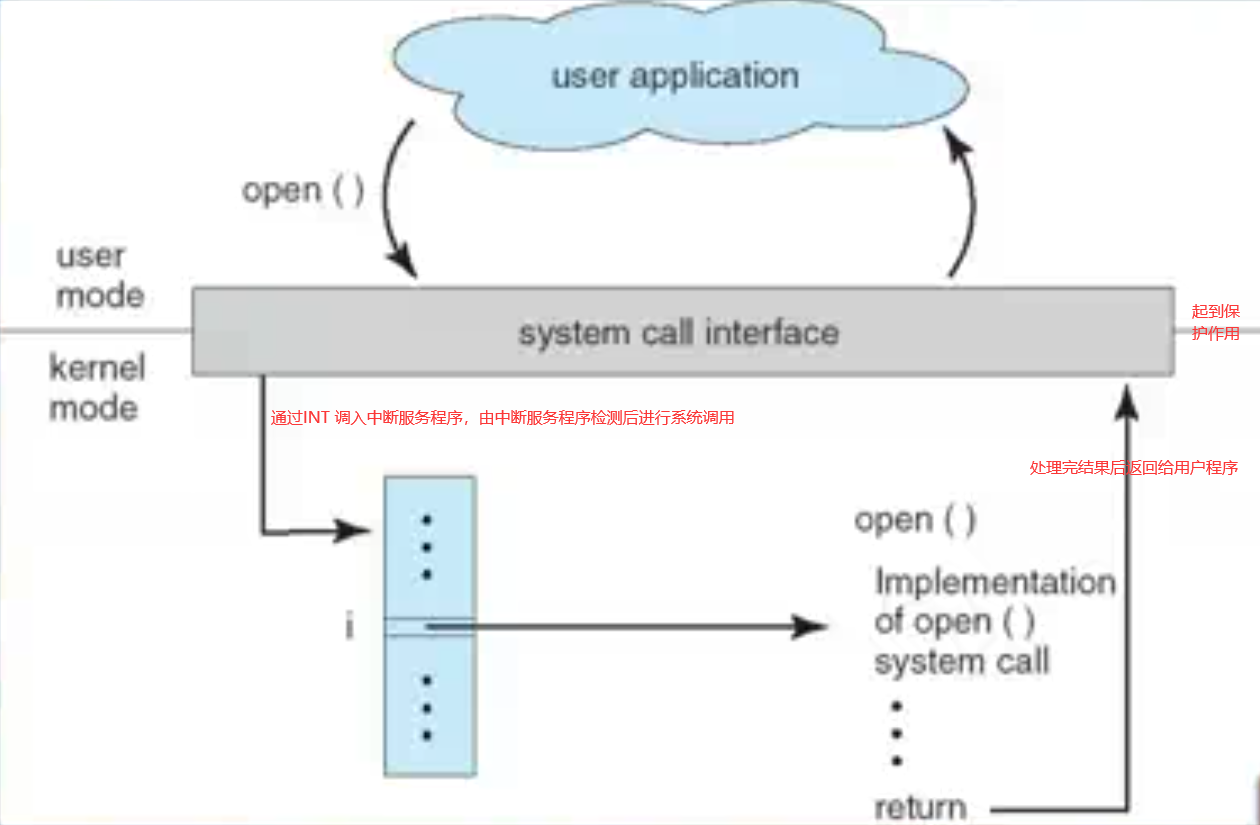 user application
open ( )
user
mode
system call interface
起到保
护作用
kernel
mode
通过INT 调入中断服务程序，由中断服务程序检测后进行系统调用
处理完结果后返回给用户程序
open ( )
Implementation
of open ( )
system call
i
return